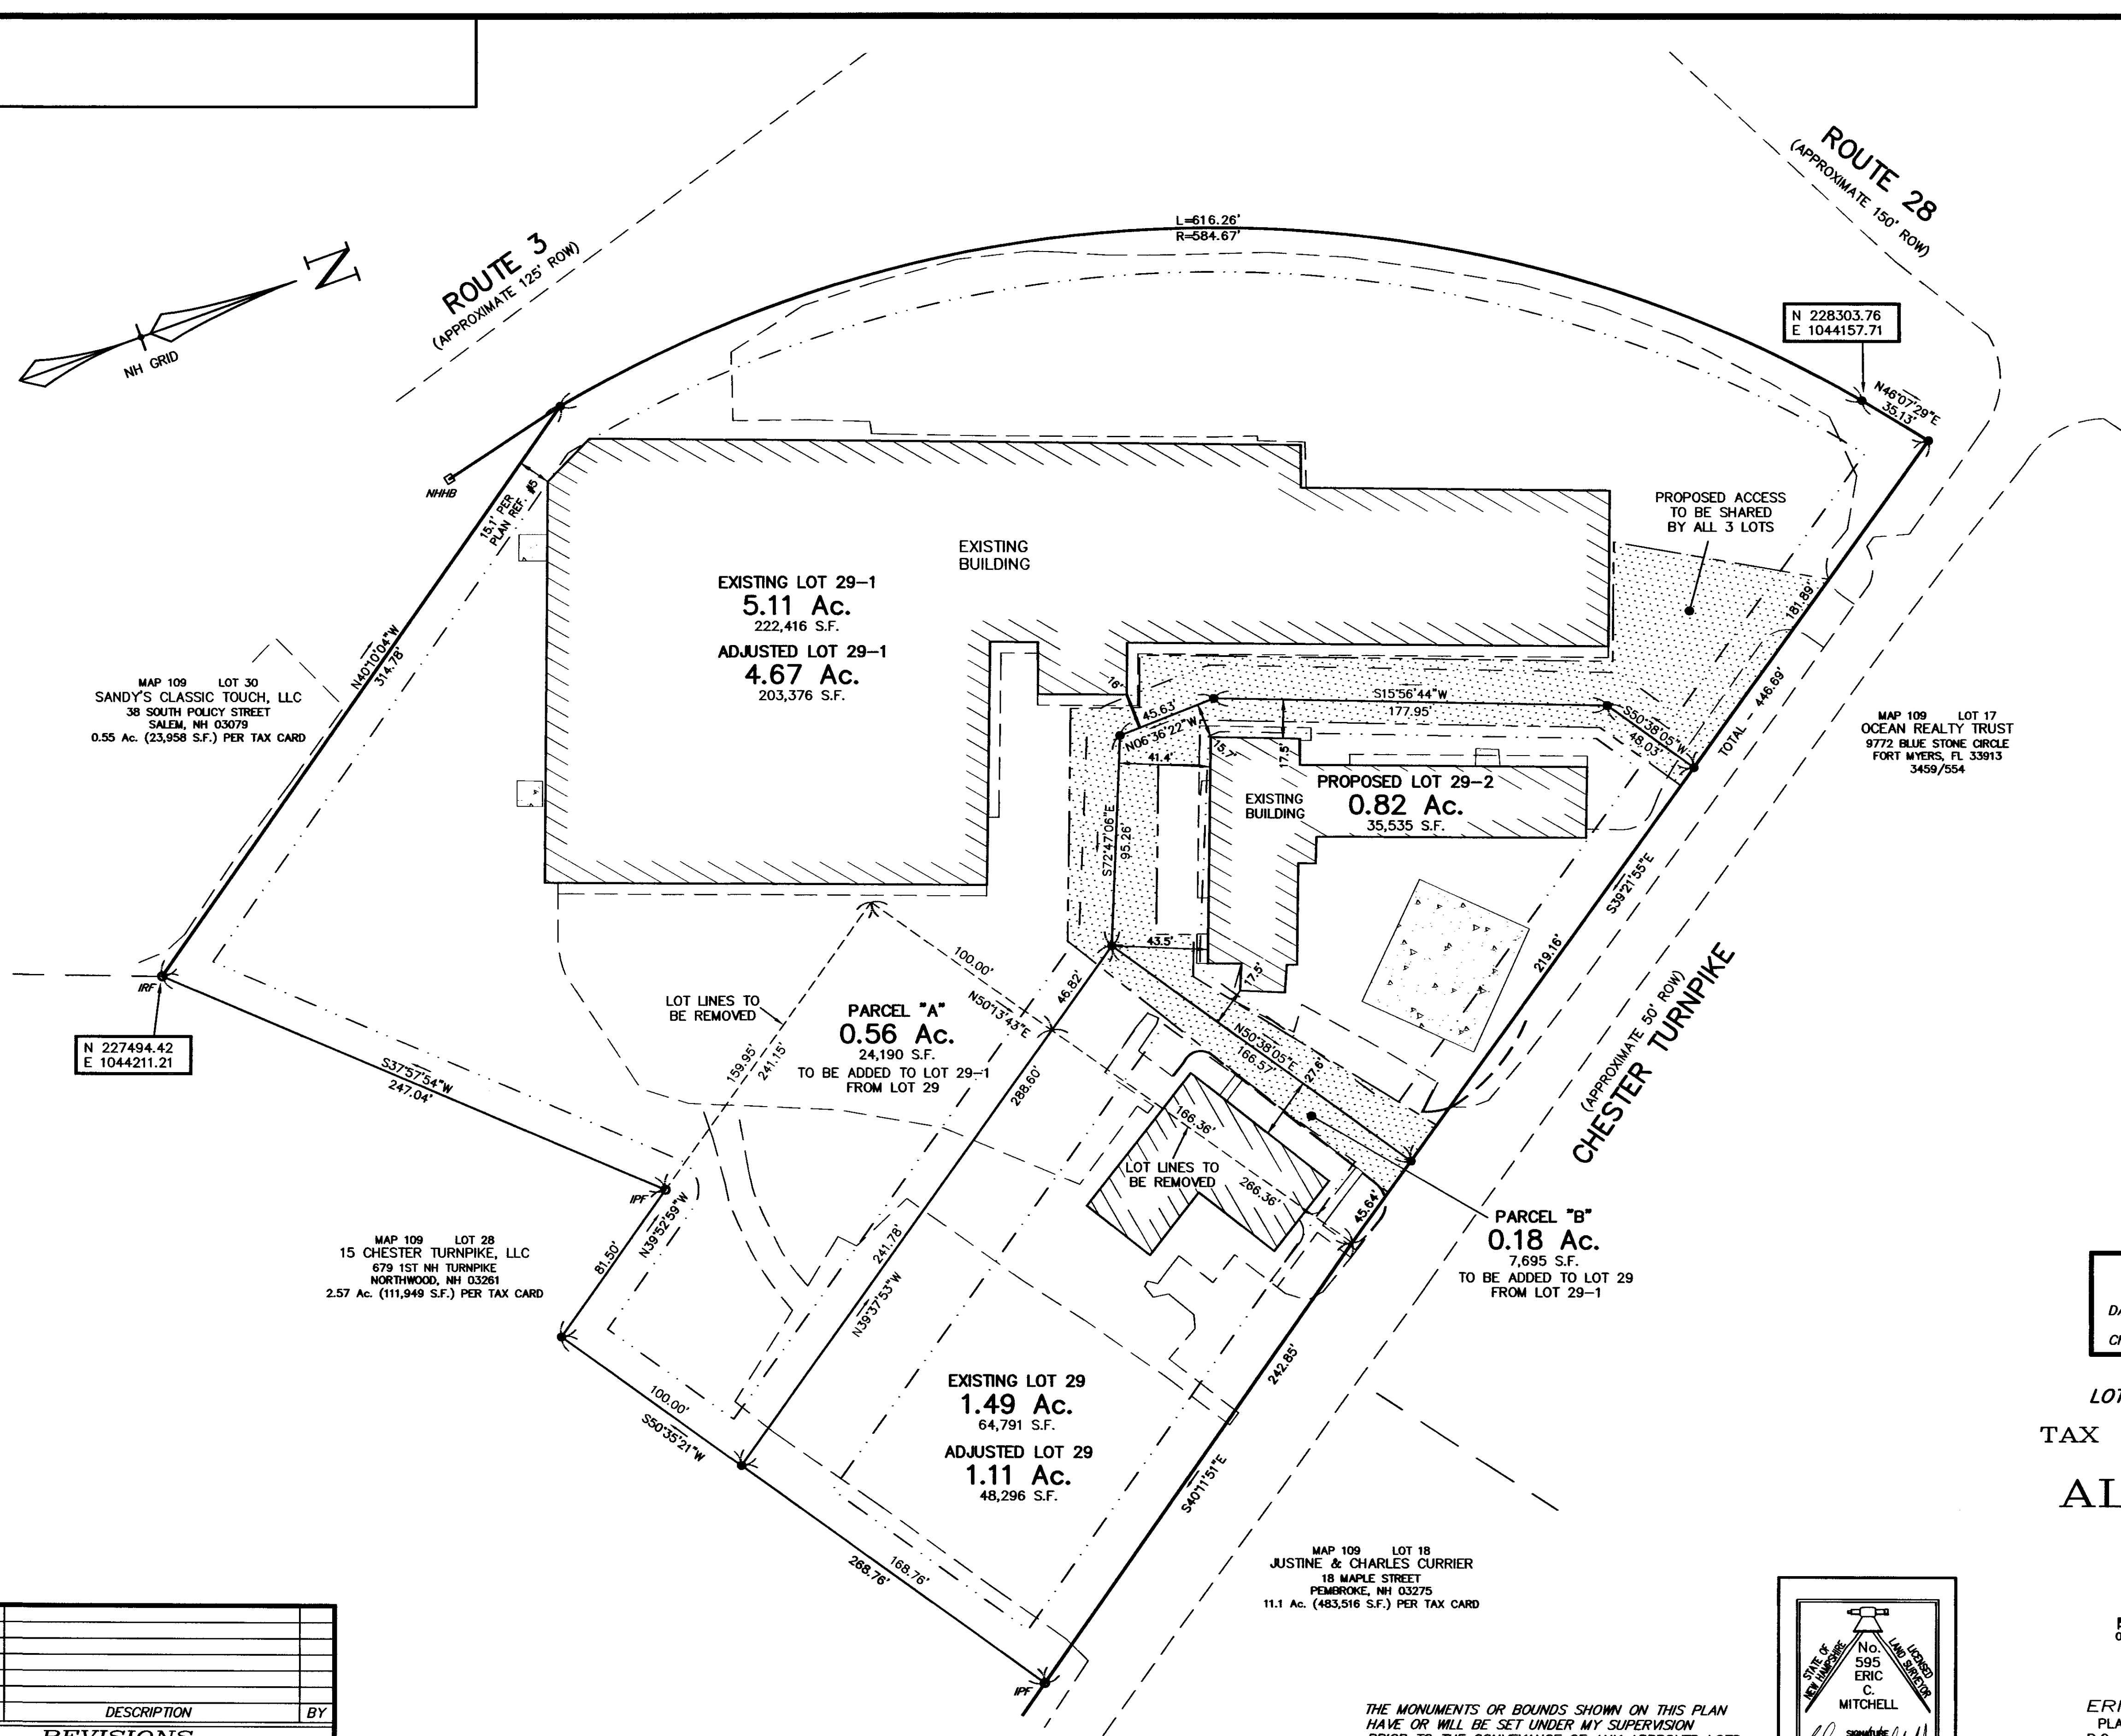 ROUTE 3
(APPROXIMATE 125' ROW)
ROUTE 28
(APPROXIMATE 150' ROW)
N
NH GRID
L=616.26'
R=584.67'
N 228303.76
E 1044157.71
N46°07'29"E
35.13'
NHHB
15.1' PER
PLAN REF. #5
PROPOSED ACCESS
TO BE SHARED
BY ALL 3 LOTS
EXISTING
BUILDING
EXISTING LOT 29-1
5.11 Ac.
222,416 S.F.
ADJUSTED LOT 29-1
4.67 Ac.
203,376 S.F.
181.89'
TOTAL - 446.69'
N40°10'04"W
314.78'
MAP 109 LOT 30
SANDY'S CLASSIC TOUCH, LLC
38 SOUTH POLICY STREET
SALEM, NH 03079
0.55 Ac. (23,958 S.F.) PER TAX CARD
16'
45.63'
N06°36'22"W
S15°56'44"W
177.95'
S50°38'05"W
48.03'
MAP 109 LOT 17
OCEAN REALTY TRUST
9772 BLUE STONE CIRCLE
FORT MYERS, FL 33913
3459/554
41.4'
15.7'
17.5'
PROPOSED LOT 29-2
0.82 Ac.
35,535 S.F.
EXISTING
BUILDING
S72°47'06"E
95.26'
S39°21'55"E
219.16'
43.5'
17.5'
IRF
N 227494.42
E 1044211.21
S37°57'54"W
247.04'
LOT LINES TO
BE REMOVED
100.00'
N50°13'43"E
46.82'
159.95'
241.15'
PARCEL "A"
0.56 Ac.
24,190 S.F.
TO BE ADDED TO LOT 29-1
FROM LOT 29
288.60'
N50°38'05"E
166.57'
27.6'
(APPROXIMATE 50' ROW)
CHESTER TURNPIKE
166.36'
LOT LINES TO
BE REMOVED
266.36'
45.64'
PARCEL "B"
0.18 Ac.
7,695 S.F.
TO BE ADDED TO LOT 29
FROM LOT 29-1
IPF
N39°52'59"W
81.50'
MAP 109 LOT 28
15 CHESTER TURNPIKE, LLC
679 1ST NH TURNPIKE
NORTHWOOD, NH 03261
2.57 Ac. (111,949 S.F.) PER TAX CARD
241.78'
N39°37'53"W
242.85'
S40°11'51"E
100.00'
S50°35'21"W
EXISTING LOT 29
1.49 Ac.
64,791 S.F.
ADJUSTED LOT 29
1.11 Ac.
48,296 S.F.
268.76'
168.76'
IPF
MAP 109 LOT 18
JUSTINE & CHARLES CURRIER
18 MAPLE STREET
PEMBROKE, NH 03275
11.1 Ac. (483,516 S.F.) PER TAX CARD
LOT
TAX
AL
DESCRIPTION BY
REVISIONS
THE MONUMENTS OR BOUNDS SHOWN ON THIS PLAN
HAVE OR WILL BE SET UNDER MY SUPERVISION
STATE OF
NEW HAMPSHIRE
LICENSED
LAND SURVEYOR
No.
595
ERIC
C.
MITCHELL
SIGNATURE